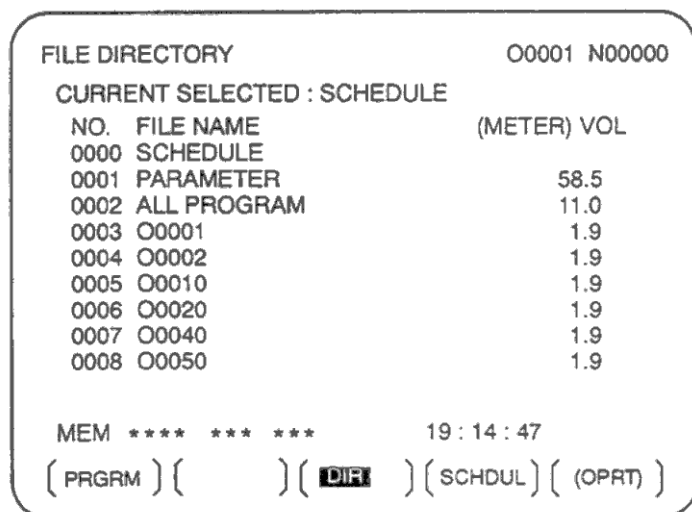 FILE DIRECTORY O0001 N00000
CURRENT SELECTED : SCHEDULE
NO. FILE NAME (METER) VOL
0000 SCHEDULE
0001 PARAMETER 58.5
0002 ALL PROGRAM 11.0
0003 O0001 1.9
0004 O0002 1.9
0005 O0010 1.9
0006 O0020 1.9
0007 O0040 1.9
0008 O0050 1.9
MEM **** *** *** 19 : 14 : 47
[ PRGRM ] [ ] [ DIR ] [ SCHDUL ] [ (OPRT) ]